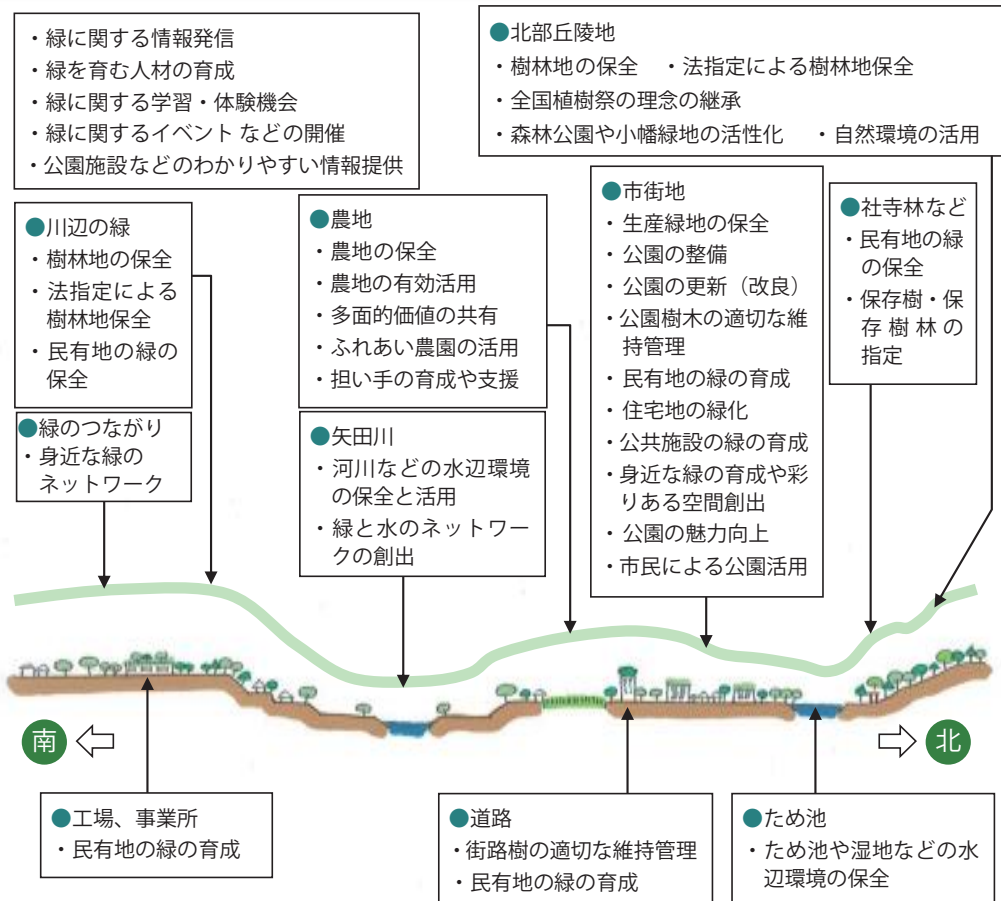 ・緑に関する情報発信
・緑を育む人材の育成
・緑に関する学習・体験機会
・緑に関するイベント などの開催
・公園施設などのわかりやすい情報提供
●北部丘陵地
・樹林地の保全 ・法指定による樹林地保全
・全国植樹祭の理念の継承
・森林公園や小幡緑地の活性化 ・自然環境の活用
●川辺の緑
・樹林地の保全
・法指定による
樹林地保全
・民有地の緑の
保全
●緑のつながり
・身近な緑の
ネットワーク
●農地
・農地の保全
・農地の有効活用
・多面的価値の共有
・ふれあい農園の活用
・担い手の育成や支援
●矢田川
・河川などの水辺環境
の保全と活用
・緑と水のネットワー
クの創出
●市街地
・生産緑地の保全
・公園の整備
・公園の更新（改良）
・公園樹木の適切な維
持管理
・民有地の緑の育成
・住宅地の緑化
・公共施設の緑の育成
・身近な緑の育成や彩
りある空間創出
・公園の魅力向上
・市民による公園活用
●社寺林など
・民有地の緑
の保全
・保存樹・保
存樹林の
指定
南
北
●工場、事業所
・民有地の緑の育成
●道路
・街路樹の適切な維持管理
・民有地の緑の育成
●ため池
・ため池や湿地などの水
辺環境の保全